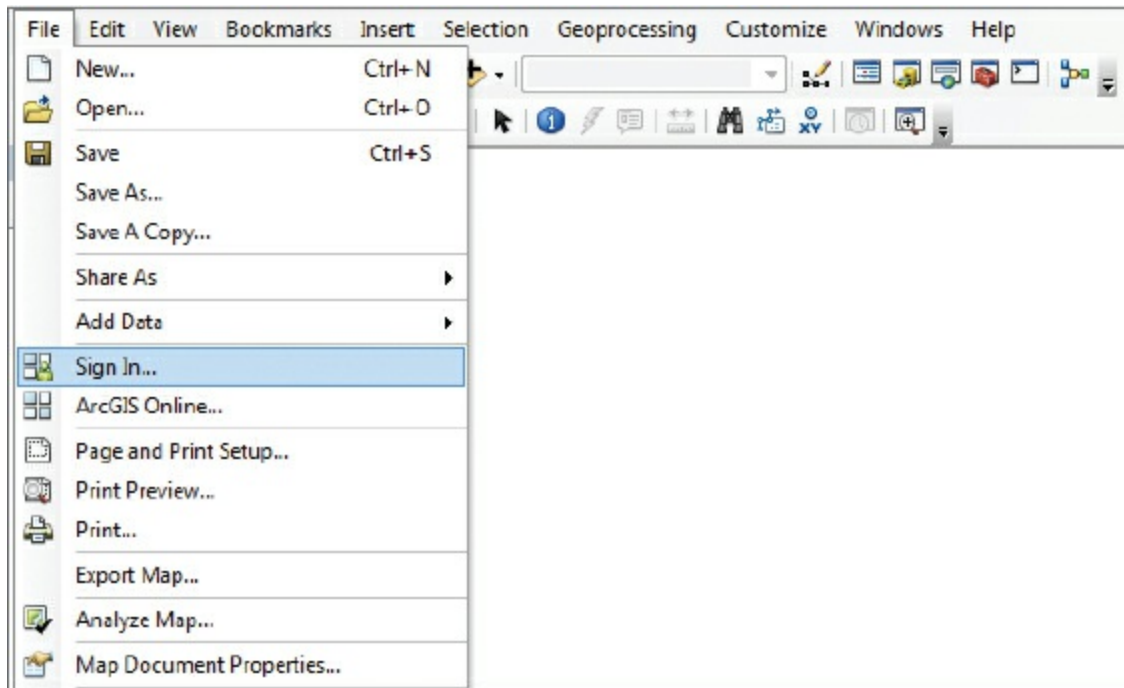 File Edit View Bookmarks Insert Selection Geoprocessing Customize Windows Help
New... Ctrl+N
Open... Ctrl+O
Save Ctrl+S
Save As...
Save A Copy...
Share As
Add Data
Sign In...
ArcGIS Online...
Page and Print Setup...
Print Preview...
Print...
Export Map...
Analyze Map...
Map Document Properties...
XY